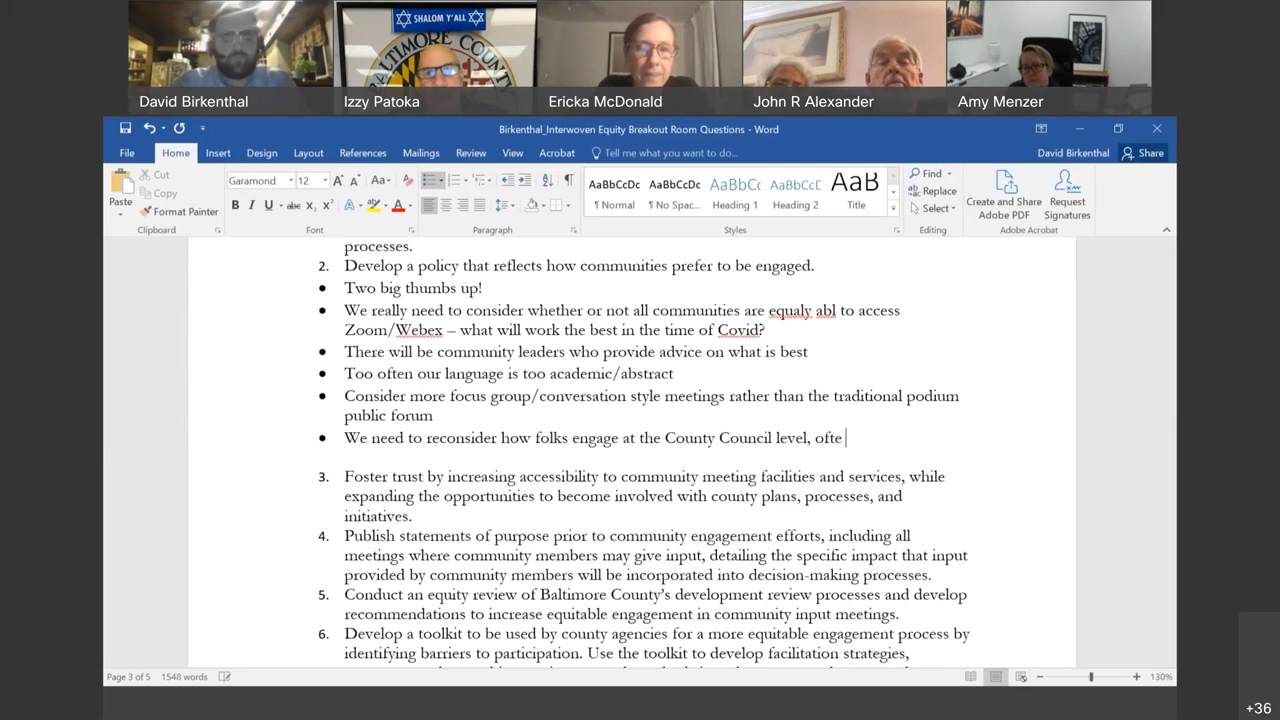 SHALOM Y'ALL
BALTIMORE COUNTY
David Birkenthal
Izzy Patoka
Ericka McDonald
John R Alexander
Amy Menzer
Birkenthal_Interwoven Equity Breakout Room Questions - Word
File
Home
Insert
Design
Layout
References
Mailings
Review
View
Acrobat
Tell me what you want to do...
David Birkenthal
Share
Paste
Cut
Copy
Format Painter
Clipboard
Garamond
12
Font
Paragraph
AaBbCcDc
¶ Normal
AaBbCcDc
¶ No Spac...
AaBbCc
Heading 1
AaBbCcD
Heading 2
AaB
Title
Styles
Find
Replace
Select
Editing
Create and Share
Adobe PDF
Request
Signatures
Adobe Acrobat
processes.
2. Develop a policy that reflects how communities prefer to be engaged.
• Two big thumbs up!
• We really need to consider whether or not all communities are equaly abl to access
Zoom/Webex – what will work the best in the time of Covid?
• There will be community leaders who provide advice on what is best
• Too often our language is too academic/abstract
• Consider more focus group/conversation style meetings rather than the traditional podium
public forum
• We need to reconsider how folks engage at the County Council level, ofte
3. Foster trust by increasing accessibility to community meeting facilities and services, while
expanding the opportunities to become involved with county plans, processes, and
initiatives.
4. Publish statements of purpose prior to community engagement efforts, including all
meetings where community members may give input, detailing the specific impact that input
provided by community members will be incorporated into decision-making processes.
5. Conduct an equity review of Baltimore County's development review processes and develop
recommendations to increase equitable engagement in community input meetings.
6. Develop a toolkit to be used by county agencies for a more equitable engagement process by
identifying barriers to participation. Use the toolkit to develop facilitation strategies,
Page 3 of 5
1548 words
130%
+36